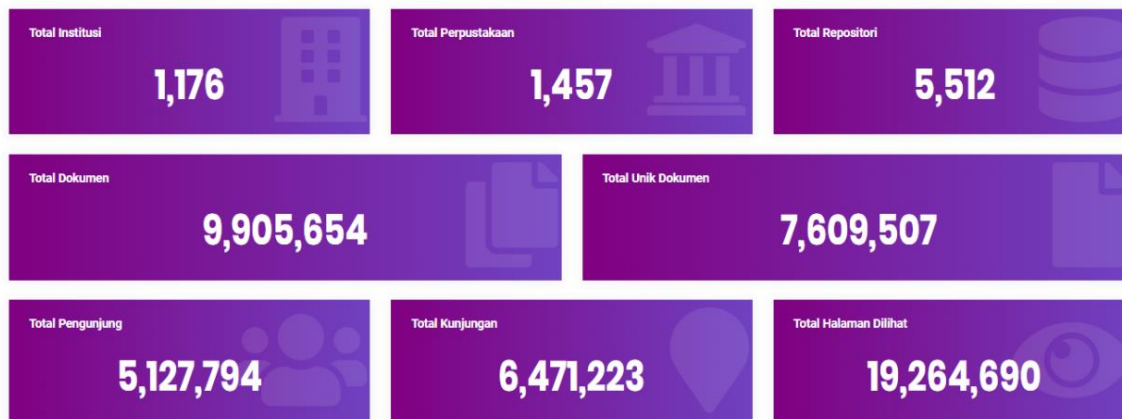 Total Institusi
1,176
Total Perpustakaan
1,457
Total Repositori
5,512
Total Dokumen
9,905,654
Total Unik Dokumen
7,609,507
Total Pengunjung
5,127,794
Total Kunjungan
6,471,223
Total Halaman Dilihat
19,264,690